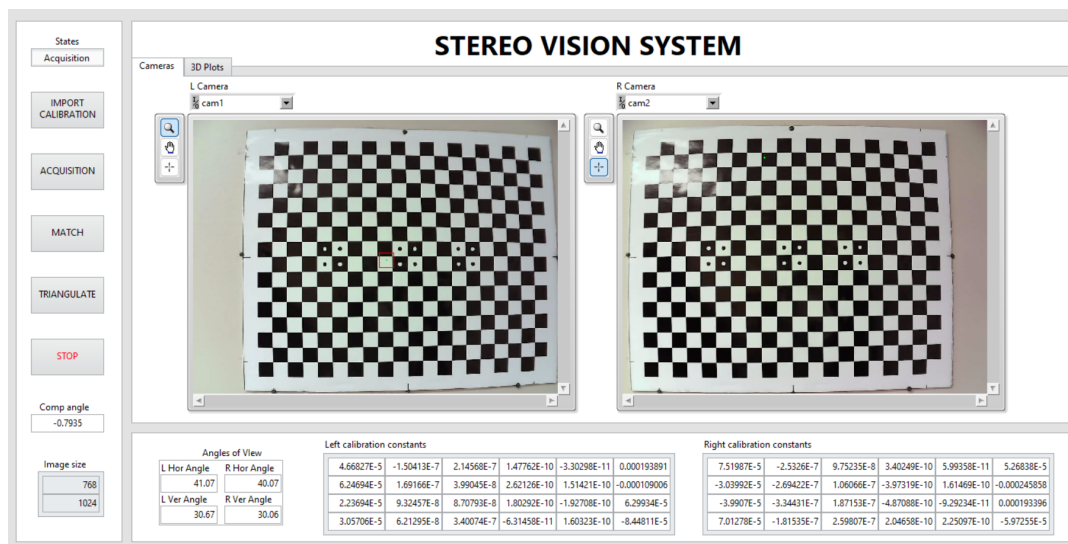 STEREO VISION SYSTEM
States
Acquisition
IMPORT
CALIBRATION
ACQUISITION
MATCH
TRIANGULATE
STOP
Comp angle
-0.7935
Image size
768
1024
Cameras
3D Plots
L Camera
cam1
R Camera
cam2
Angles of View
L Hor Angle R Hor Angle
41.07 40.07
L Ver Angle R Ver Angle
30.67 30.06
Left calibration constants
4.66827E-5 -1.50413E-7 2.14568E-7 1.47762E-10 -3.30298E-11 0.000193891
6.24694E-5 1.69166E-7 3.99045E-8 2.62126E-10 1.51421E-10 -0.000109006
2.23694E-5 9.32457E-8 8.70793E-8 1.80292E-10 -1.92708E-10 6.29934E-5
3.05706E-5 6.21295E-8 3.40074E-7 -6.31458E-11 1.60323E-10 -8.44811E-5
Right calibration constants
7.51987E-5 -2.5326E-7 9.75235E-8 3.40249E-10 5.99358E-11 5.26838E-5
-3.03992E-5 -2.69422E-7 1.06066E-7 -3.97319E-10 1.61469E-10 -0.000245858
-3.9907E-5 -3.34431E-7 1.87153E-7 -4.87088E-10 -9.29234E-11 0.000193396
7.01278E-5 -1.81535E-7 2.59807E-7 2.04658E-10 2.25097E-10 -5.97255E-5